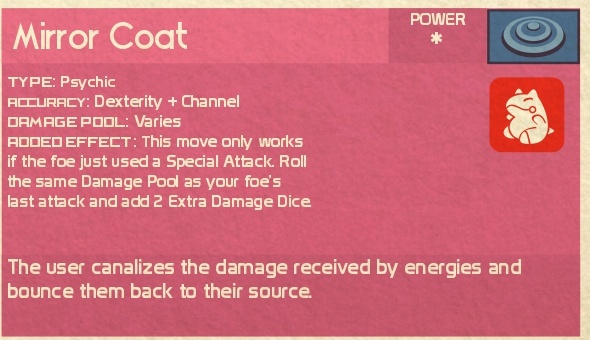 Mirror Coat
POWER
*
TYPE: Psychic
ACCURACY: Dexterity + Channel
DAMAGE POOL: Varies
ADDED EFFECT: This move only works
if the foe just used a Special Attack. Roll
the same Damage Pool as your foe's
last attack and add 2 Extra Damage Dice.
The user canalizes the damage received by energies and
bounce them back to their source.